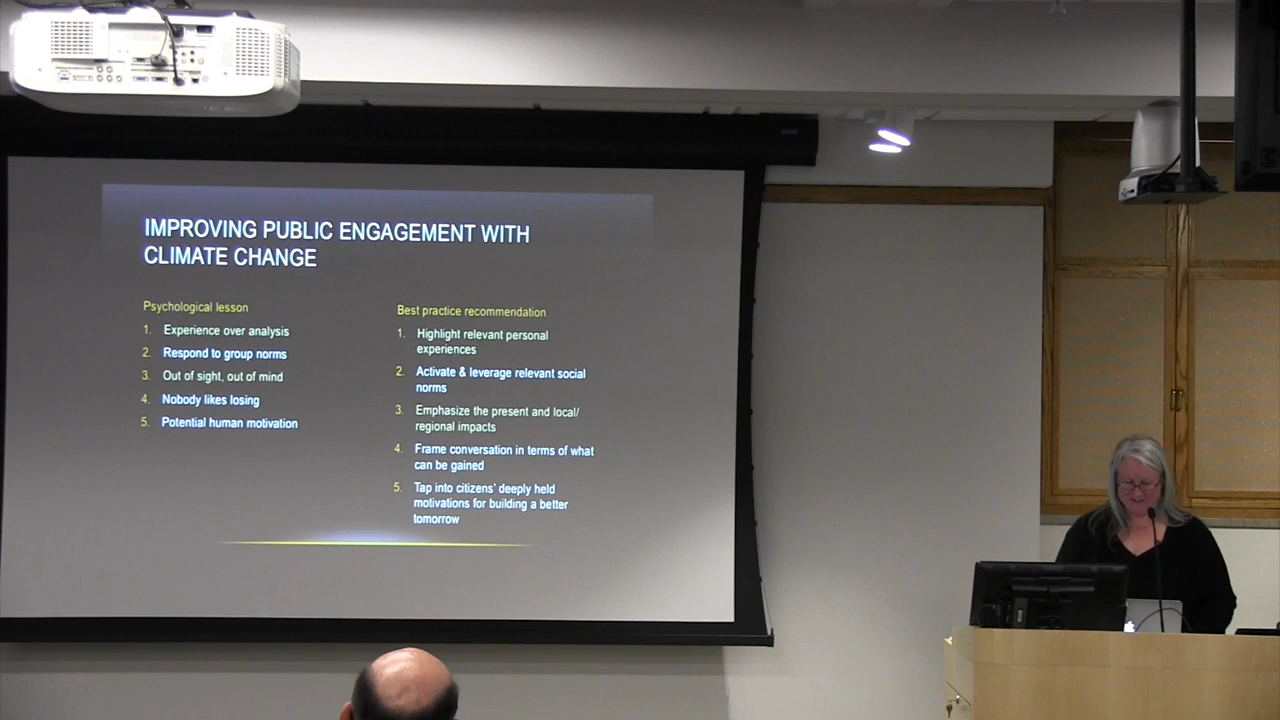 IMPROVING PUBLIC ENGAGEMENT WITH
CLIMATE CHANGE
Psychological lesson
1. Experience over analysis
2. Respond to group norms
3. Out of sight, out of mind
4. Nobody likes losing
5. Potential human motivation
Best practice recommendation
1. Highlight relevant personal
experiences
2. Activate & leverage relevant social
norms
3. Emphasize the present and local/
regional impacts
4. Frame conversation in terms of what
can be gained
5. Tap into citizens' deeply held
motivations for building a better
tomorrow